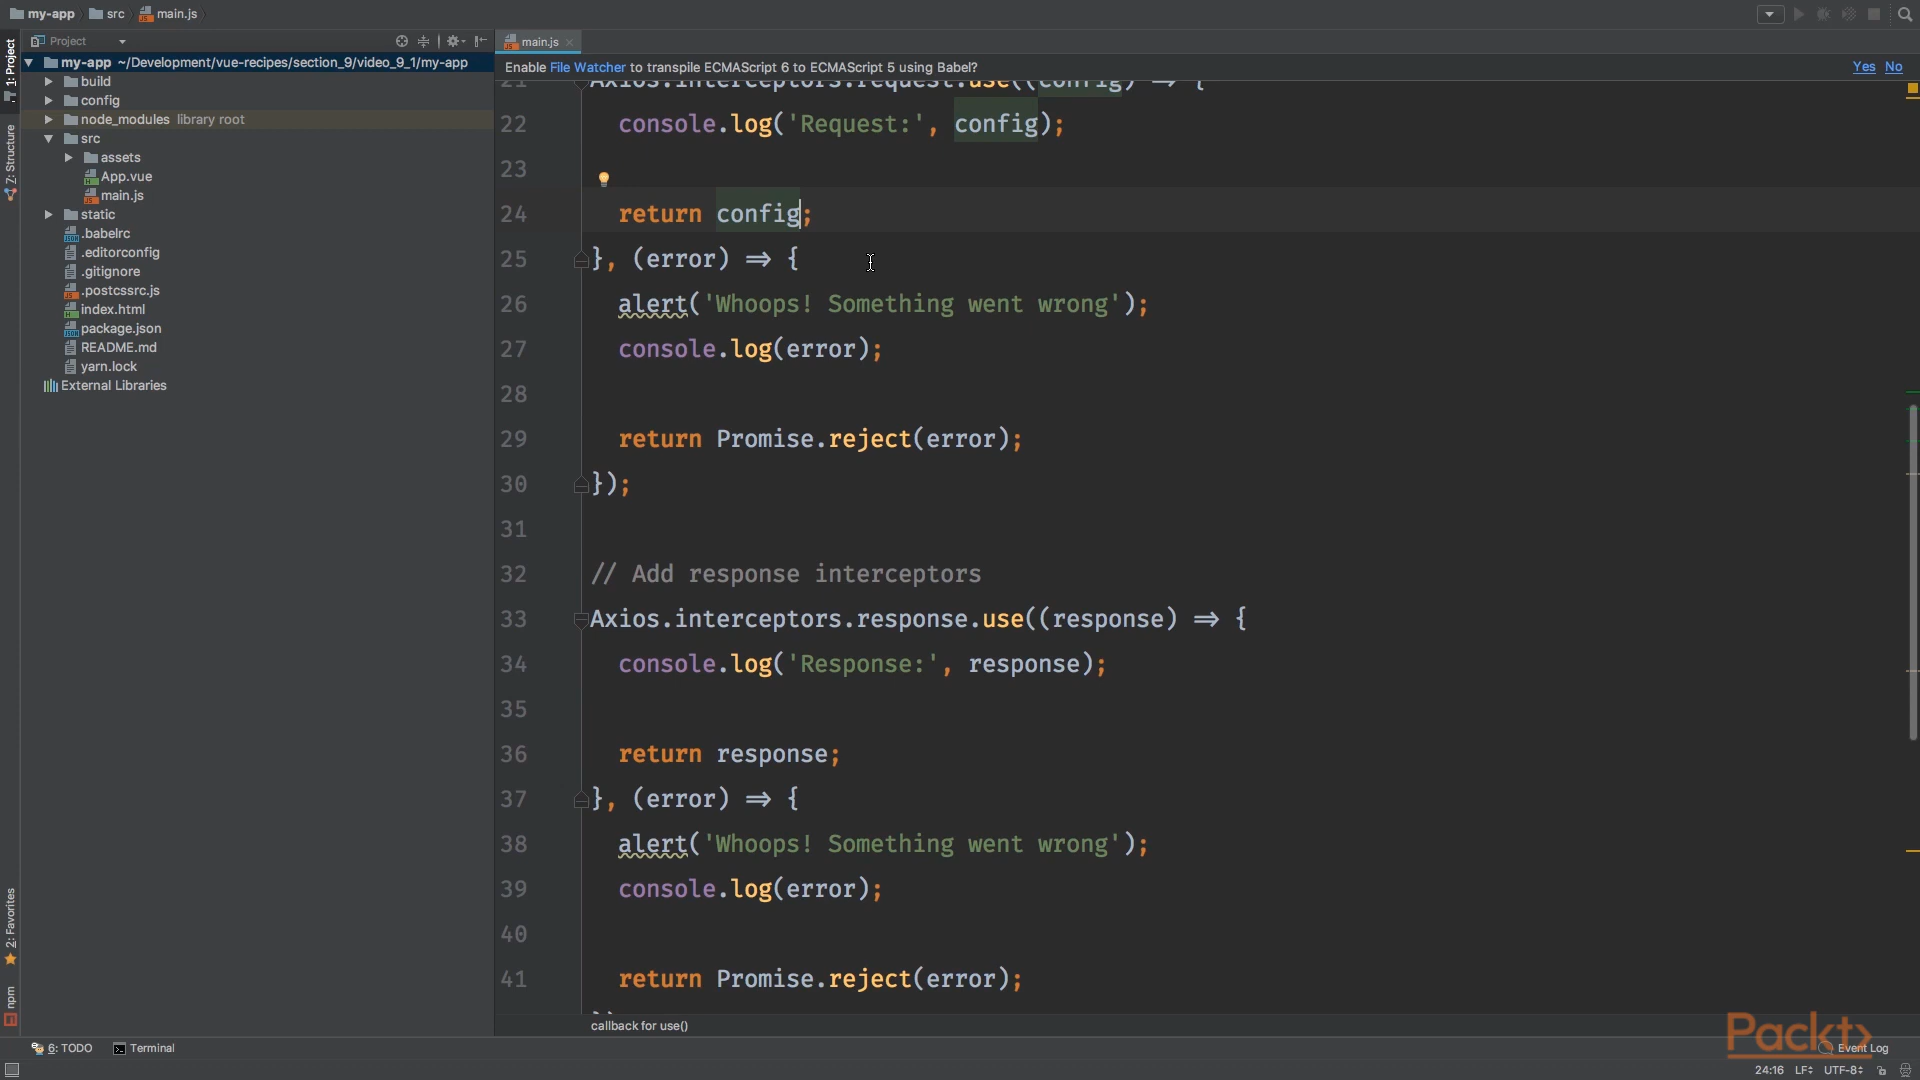 my-app src main.js
1: Project
Project
main.js
my-app ~/Development/vue-recipes/section_9/video_9_1/my-app
Enable File Watcher to transpile ECMAScript 6 to ECMAScript 5 using Babel? Yes No
build
config
node_modules library root
src
assets
App.vue
main.js
static
.babelrc
.editorconfig
.gitignore
.postcssrc.js
index.html
package.json
README.md
yarn.lock
External Libraries
Z: Structure
2: Favorites
npm
21 Axios.interceptors.request.use((config) => {
22 console.log('Request:', config);
23
24 return config;
25 }, (error) => {
26 alert('Whoops! Something went wrong');
27 console.log(error);
28
29 return Promise.reject(error);
30 });
31
32 // Add response interceptors
33 Axios.interceptors.response.use((response) => {
34 console.log('Response:', response);
35
36 return response;
37 }, (error) => {
38 alert('Whoops! Something went wrong');
39 console.log(error);
40
41 return Promise.reject(error);
callback for use()
Packt>
6: TODO Terminal Event Log
24:16 LF UTF-8